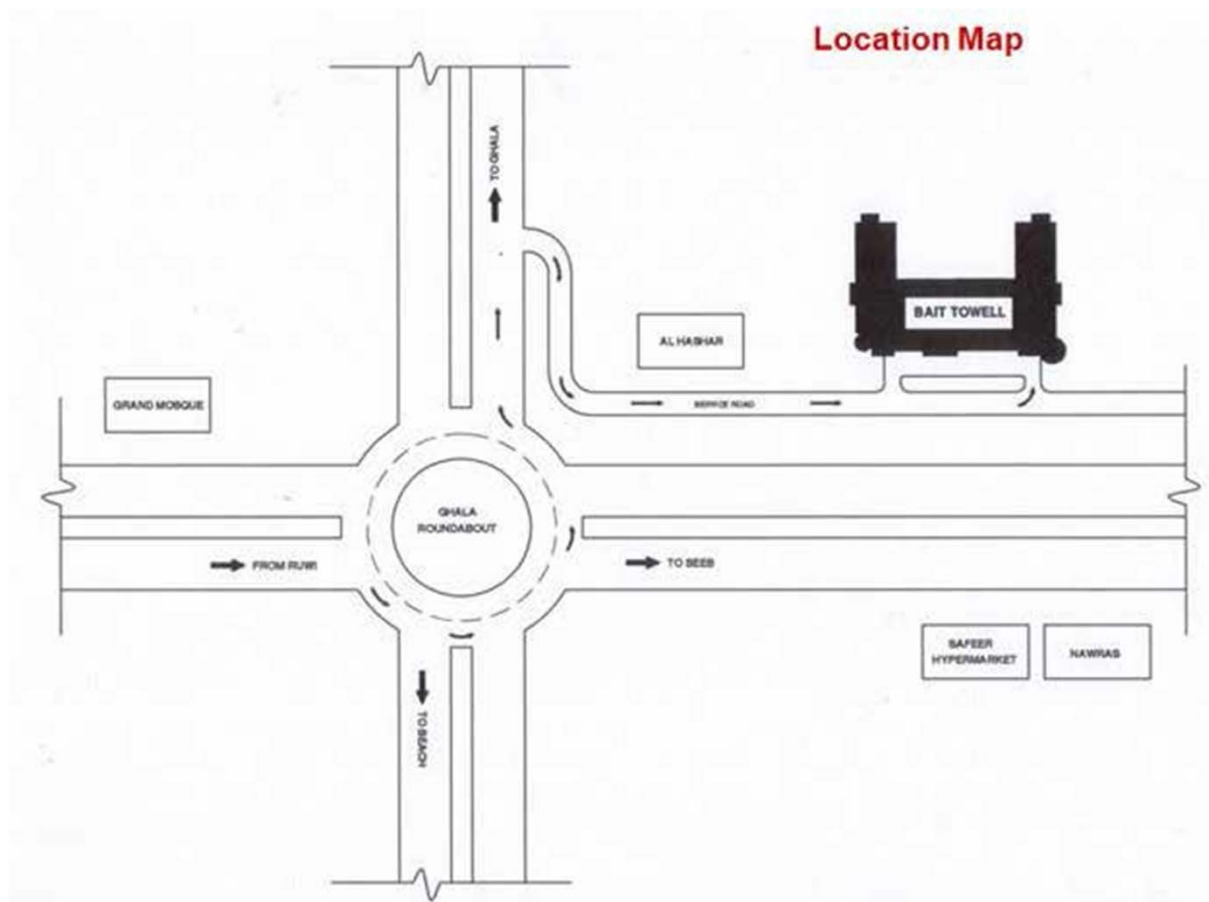 Location Map
TO GHALA
BAIT TOWELL
AL HASHAR
GRAND MOSQUE
SERVICE ROAD
GHALA
ROUNDABOUT
FROM RUWI
TO SEEB
SAFEER
HYPERMARKET
NAWRAS
TO BEACH